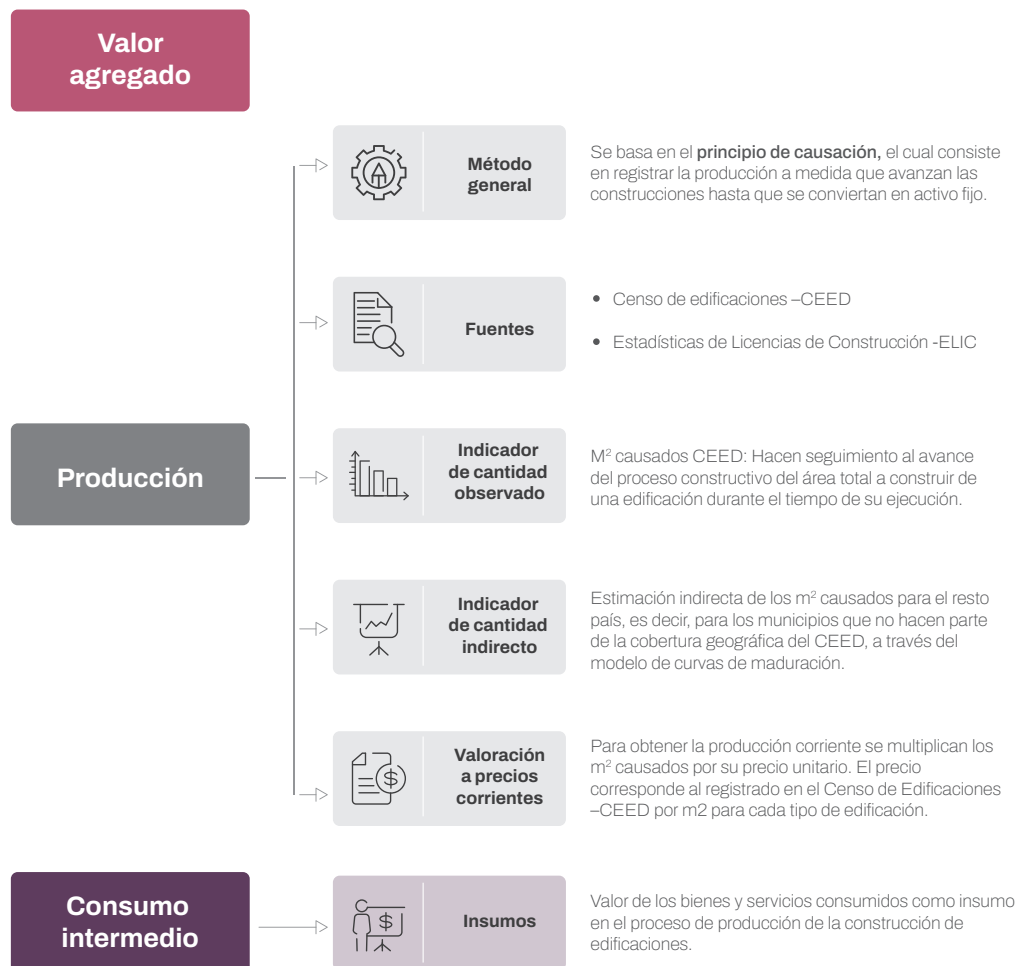 Valor
agregado
Método
general
Se basa en el principio de causación, el cual consiste
en registrar la producción a medida que avanzan las
construcciones hasta que se conviertan en activo fijo.
Fuentes
• Censo de edificaciones –CEED
• Estadísticas de Licencias de Construcción -ELIC
Producción
Indicador
de cantidad
observado
M² causados CEED: Hacen seguimiento al avance
del proceso constructivo del área total a construir de
una edificación durante el tiempo de su ejecución.
Indicador
de cantidad
indirecto
Estimación indirecta de los m² causados para el resto
país, es decir, para los municipios que no hacen parte
de la cobertura geográfica del CEED, a través del
modelo de curvas de maduración.
Valoración
a precios
corrientes
Para obtener la producción corriente se multiplican los
m² causados por su precio unitario. El precio
corresponde al registrado en el Censo de Edificaciones
–CEED por m2 para cada tipo de edificación.
Consumo
intermedio
Insumos
Valor de los bienes y servicios consumidos como insumo
en el proceso de producción de la construcción de
edificaciones.